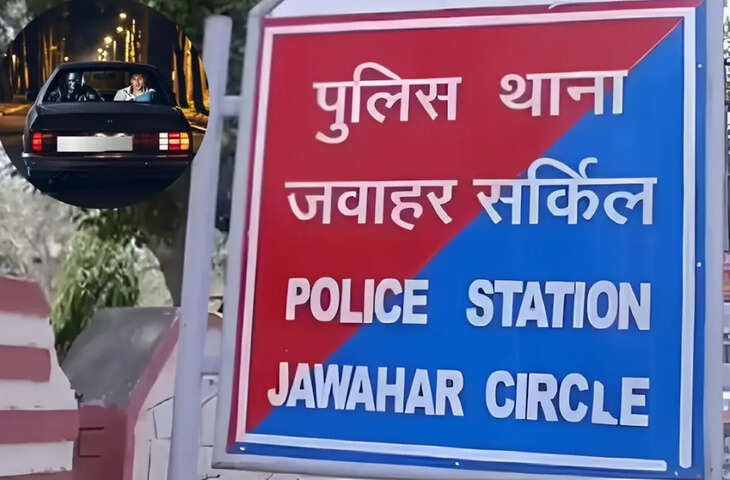 पुलिस थाना
जवाहर सर्किल
POLICE STATION
JAWAHAR CIRCLE